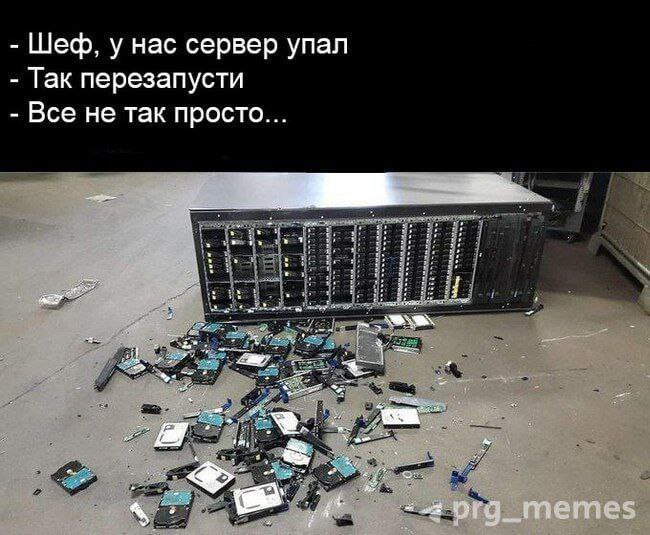 - Шеф, у нас сервер упал
- Так перезапусти
- Все не так просто...
prg_memes